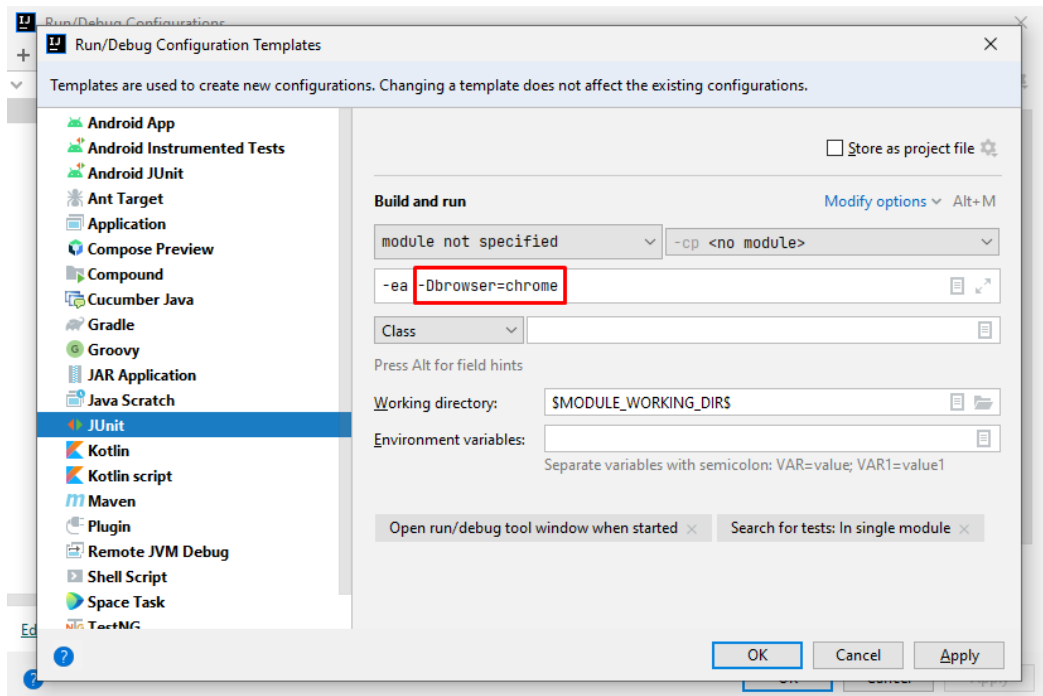 Run/Debug Configurations
Run/Debug Configuration Templates
Templates are used to create new configurations. Changing a template does not affect the existing configurations.
Android App
Android Instrumented Tests
Android JUnit
Ant Target
Application
Compose Preview
Compound
Cucumber Java
Gradle
Groovy
JAR Application
Java Scratch
JUnit
Kotlin
Kotlin script
Maven
Plugin
Remote JVM Debug
Shell Script
Space Task
TestNG
Store as project file
Build and run Modify options Alt+M
module not specified -cp <no module>
-ea -Dbrowser=chrome
Class
Press Alt for field hints
Working directory: $MODULE_WORKING_DIR$
Environment variables:
Separate variables with semicolon: VAR=value; VAR1=value1
Open run/debug tool window when started Search for tests: In single module
Ed
? OK Cancel Apply
? OK Cancel Apply